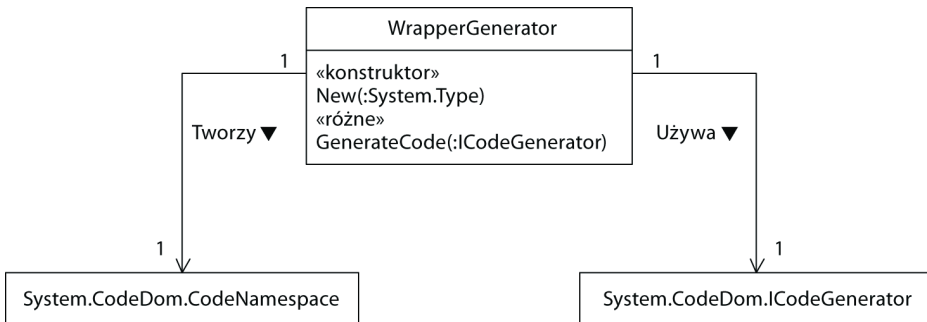 WrapperGenerator
1
«konstruktor»
New(:System.Type)
«różne»
GenerateCode(:ICodeGenerator)
1
Tworzy
Używa
1
1
System.CodeDom.CodeNamespace
System.CodeDom.ICodeGenerator